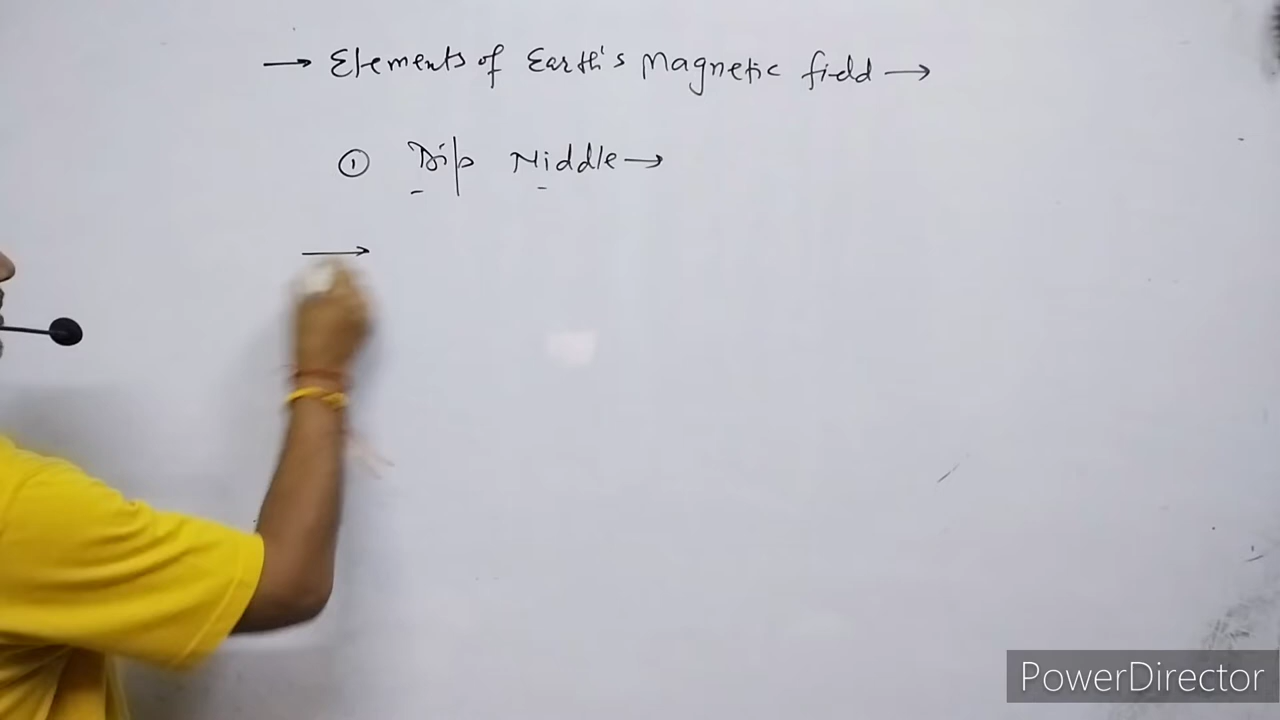 → Elements of Earth's Magnetic field →
① Dip Niddle →
→
PowerDirector